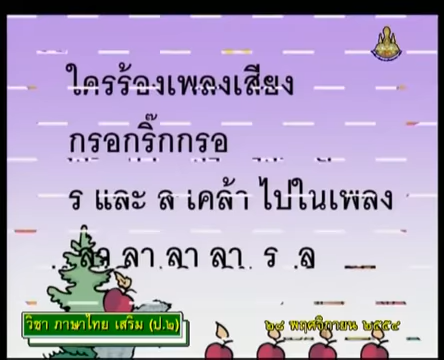 ใครร้องเพลงเสียง
กรอกริ๊กกรอ
ร และ ล เคล้า ไปในเพลง
ลา ลา ลา ลา ร ล
วิชา ภาษาไทย เสริม (ป.๒)
๒๘ พฤศจิกายน ๒๕๕๔